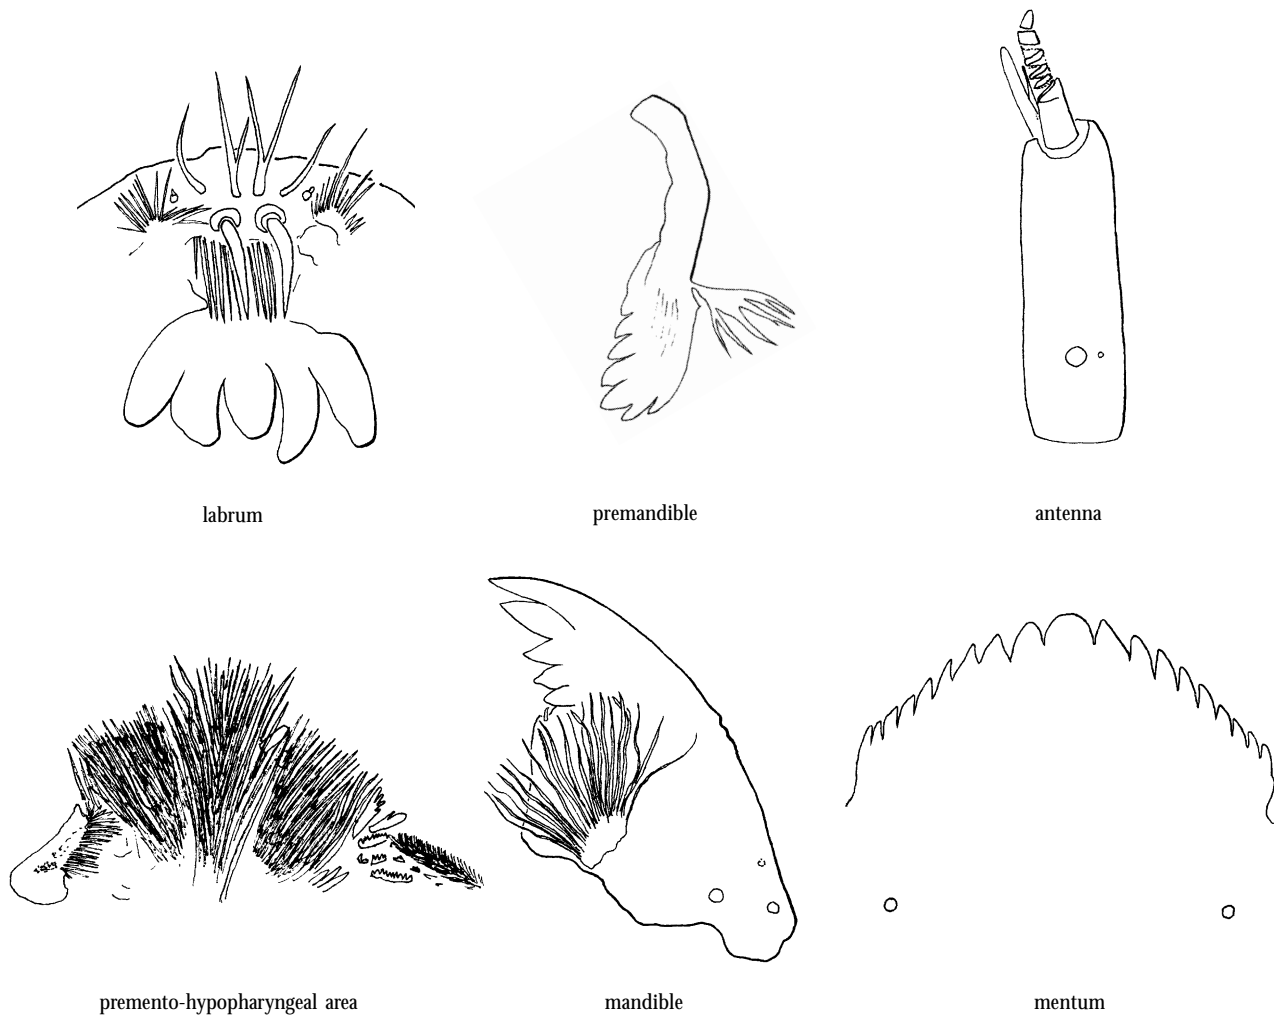 labrum
premandible
antenna
premento-hypopharyngeal area
mandible
mentum